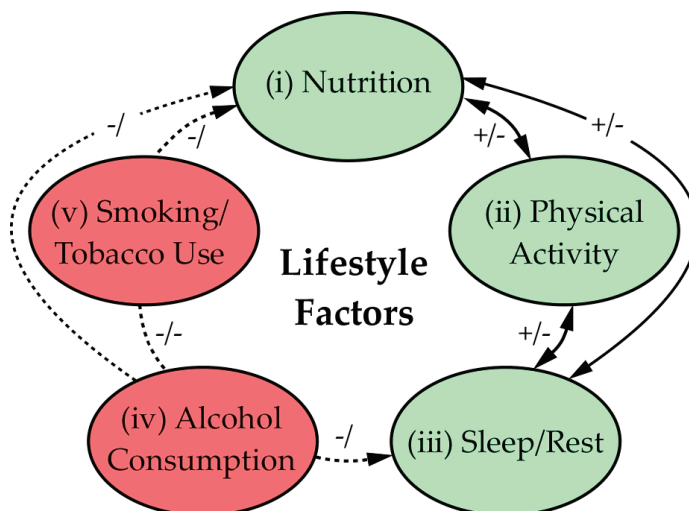 (i) Nutrition
-/
-/
+/-
+/-
(v) Smoking/
Tobacco Use
(ii) Physical
Activity
Lifestyle
Factors
-/-
+/-
(iv) Alcohol
Consumption
-/
(iii) Sleep/Rest